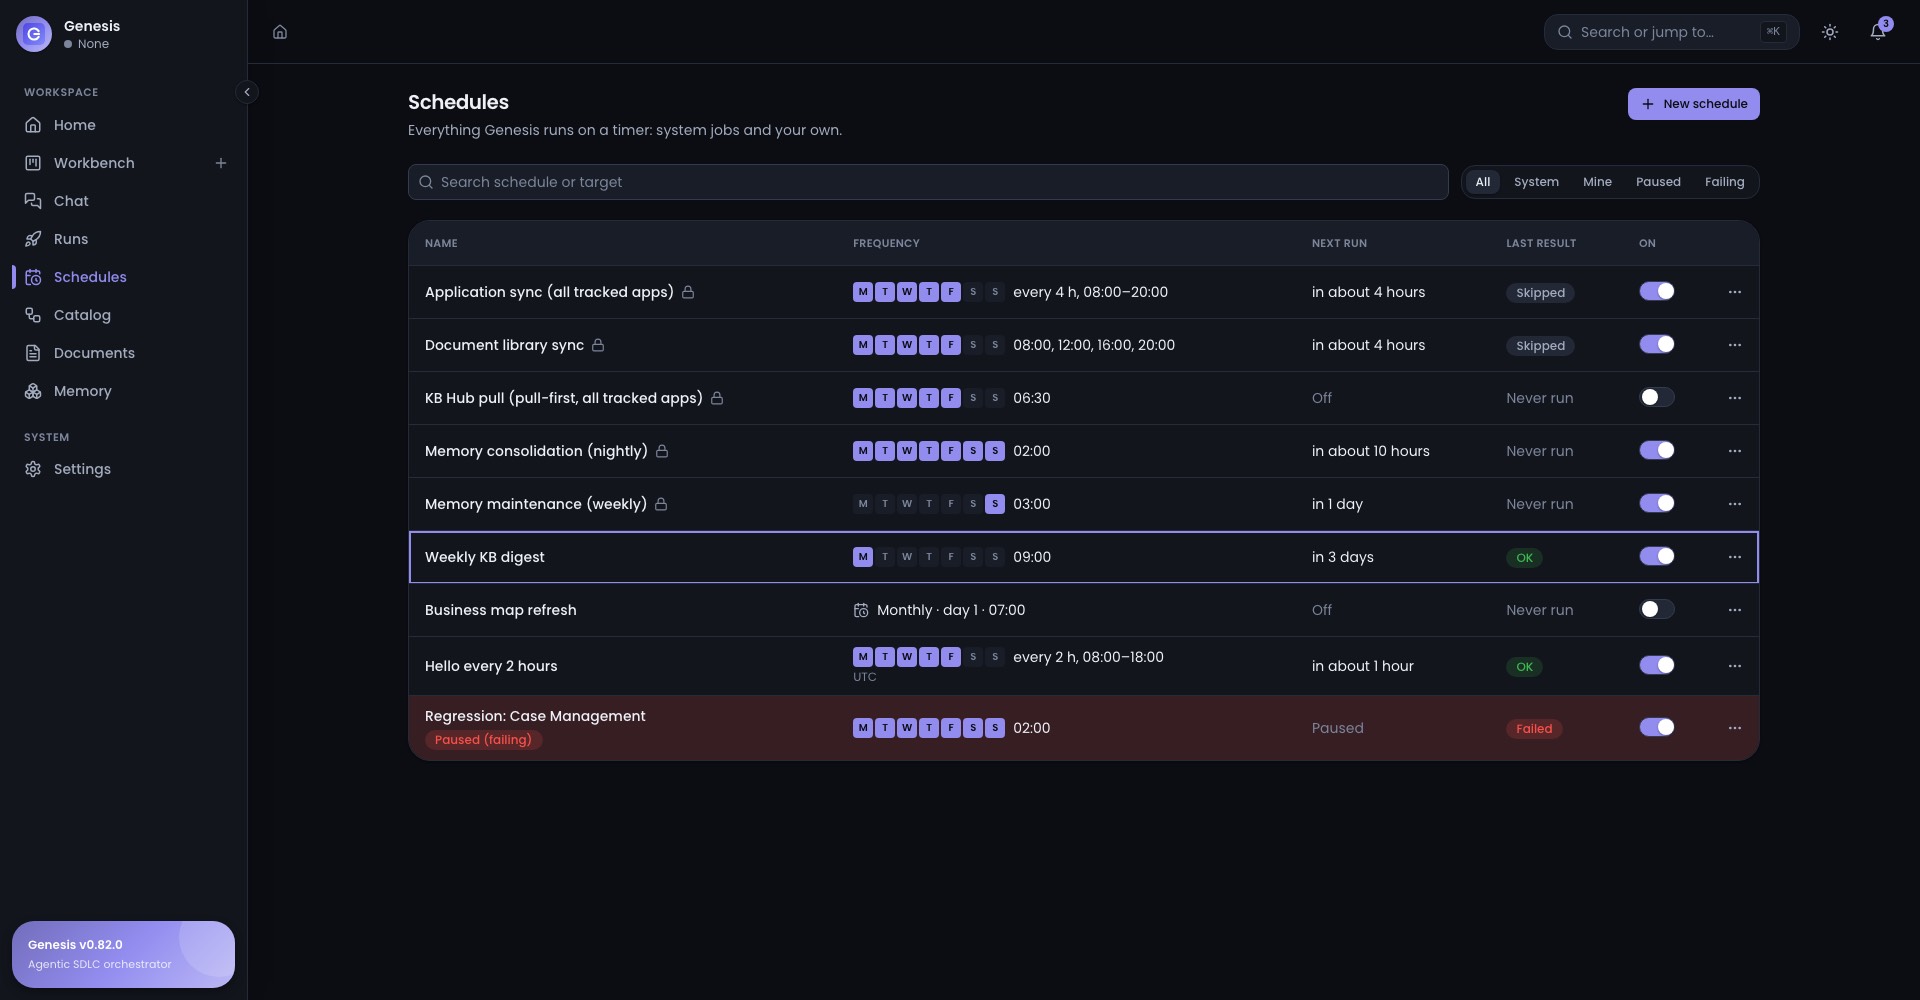 Genesis
None
WORKSPACE
Home
Workbench
Chat
Runs
Schedules
Catalog
Documents
Memory
SYSTEM
Settings
Genesis v0.82.0
Agentic SDLC orchestrator
Search or jump to...
⌘K
3
Schedules
Everything Genesis runs on a timer: system jobs and your own.
New schedule
Search schedule or target
All System Mine Paused Failing
NAME FREQUENCY NEXT RUN LAST RESULT ON
Application sync (all tracked apps) M T W T F S S every 4 h, 08:00–20:00 in about 4 hours Skipped
Document library sync M T W T F S S 08:00, 12:00, 16:00, 20:00 in about 4 hours Skipped
KB Hub pull (pull-first, all tracked apps) M T W T F S S 06:30 Off Never run
Memory consolidation (nightly) M T W T F S S 02:00 in about 10 hours Never run
Memory maintenance (weekly) M T W T F S S 03:00 in 1 day Never run
Weekly KB digest M T W T F S S 09:00 in 3 days OK
Business map refresh Monthly · day 1 · 07:00 Off Never run
Hello every 2 hours M T W T F S S every 2 h, 08:00–18:00 in about 1 hour OK
UTC
Regression: Case Management M T W T F S S 02:00 Paused Failed
Paused (failing)